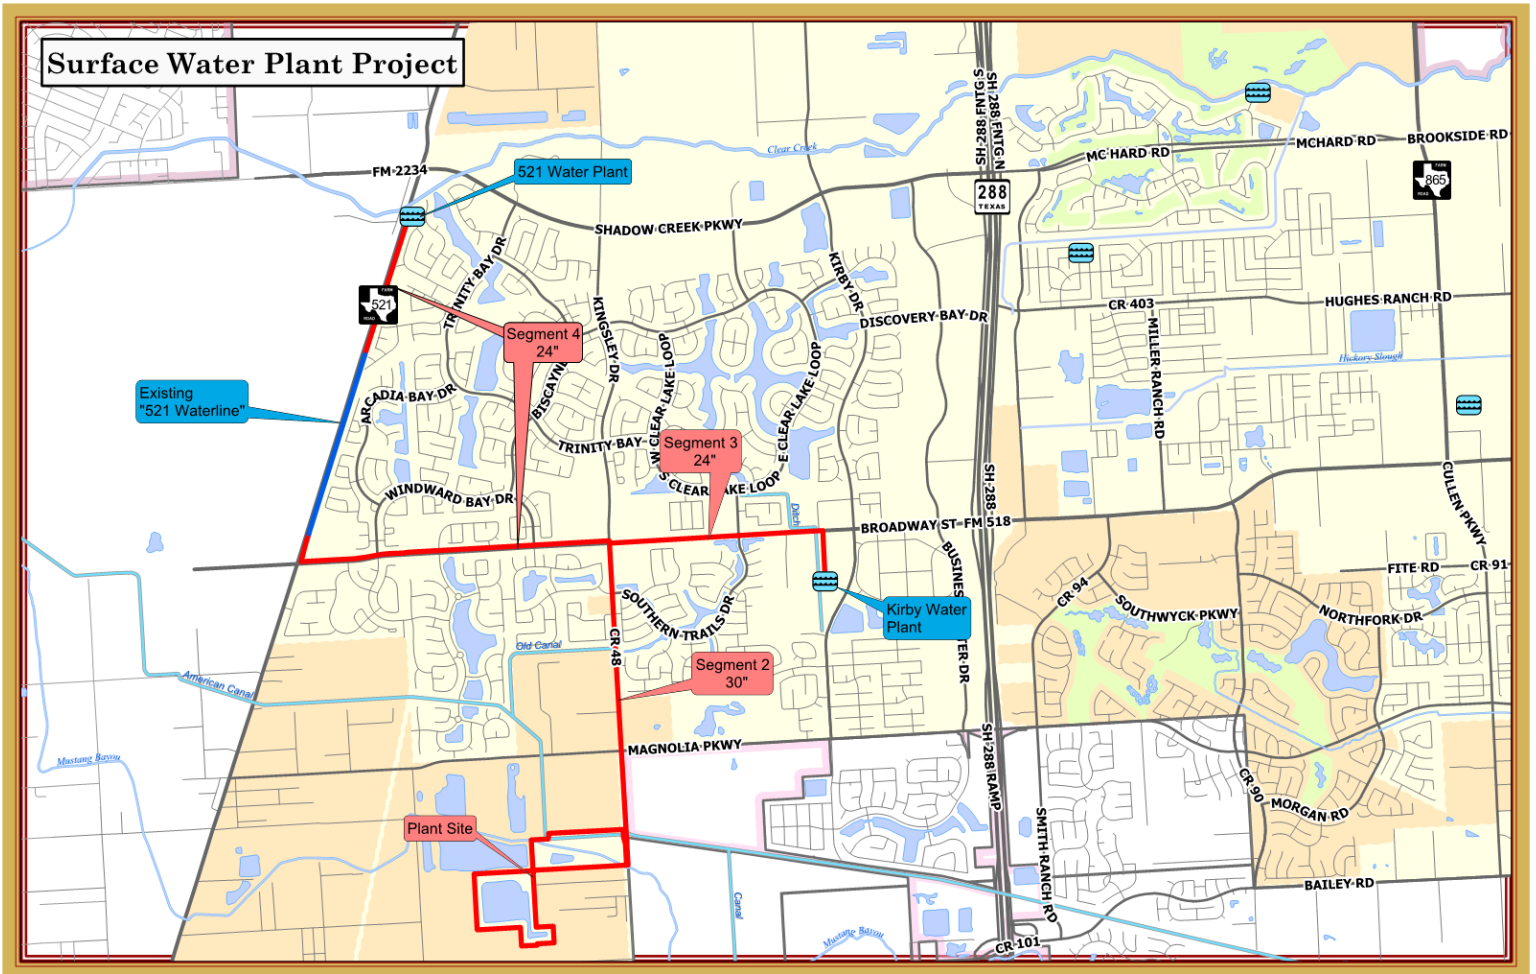 Surface Water Plant Project
SH 288 FNTG S
SH 288 FNTG N
Clear Creek
FM 2234
521 Water Plant
MC HARD RD
MCHARD RD
BROOKSIDE RD
FARM
865
ROAD
288
TEXAS
SHADOW CREEK PKWY
TRINITY BAY DR
KIRBY DR
FARM
521
ROAD
KINGSLEY DR
CR 403
HUGHES RANCH RD
DISCOVERY BAY DR
MILLER RANCH RD
Segment 4
24"
Hickory Slough
W CLEAR LAKE LOOP
E CLEAR LAKE LOOP
BISCAYNE
Existing
"521 Waterline"
ARCADIA BAY DR
TRINITY BAY
Segment 3
24"
S CLEAR LAKE LOOP
WINDWARD BAY DR
SH 288
CULLEN PKWY
Ditch
BROADWAY ST FM 518
BUSINESS CENTER DR
FITE RD
CR 91
CR 94
SOUTHWYCK PKWY
NORTHFORK DR
Kirby Water
Plant
SOUTHERN TRAILS DR
CR 48
Old Canal
Segment 2
30"
American Canal
MAGNOLIA PKWY
Mustang Bayou
SH 288 RAMP
CR 90
MORGAN RD
SMITH RANCH RD
Plant Site
BAILEY RD
Canal
Mustang Bayou
CR 101